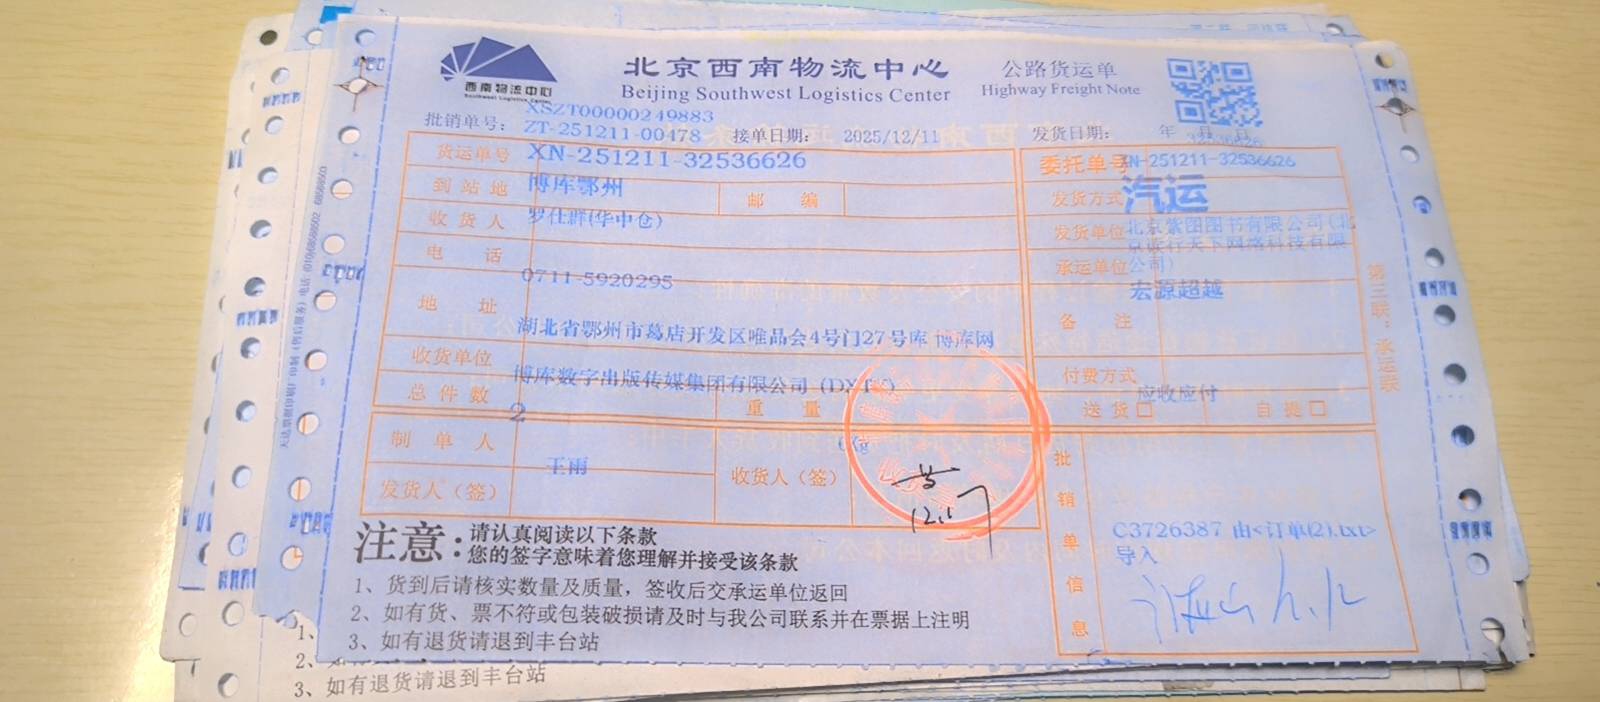 西南物流中心
Southwest Logistics Center
北京西南物流中心
Beijing Southwest Logistics Center
公路货运单
Highway Freight Note
批销单号：
XSZT00000249883
ZT-251211-00478
接单日期： 2025/12/11
发货日期： 年 月 日
货运单号 XN-251211-32536626
委托单号 XN-251211-32536626
到站地 博库鄂州
邮编
发货方式 汽运
收货人 罗仕群(华中仓)
发货单位 北京紫图图书有限公司(北
京
电话 0711-5920295
承运单位 公司)
宏源超越
地址 湖北省鄂州市葛店开发区唯品会4号门27号库 博库网
备注
收货单位 博库数字出版传媒集团有限公司
付费方式 应收应付
总件数 2
重量 Kg
送货□ 自提□
制单人 王雨
发货人（签）
收货人（签）
批销单信息
C3726387 由<订单(2).txt>
导入
第三联：承运联
注意：
请认真阅读以下条款
您的签字意味着您理解并接受该条款
1、货到后请核实数量及质量，签收后交承运单位返回
2、如有货、票不符或包装破损请及时与我公司联系并在票据上注明
3、如有退货请退到丰台站
1、
2、
3、如有退货请退到丰台站